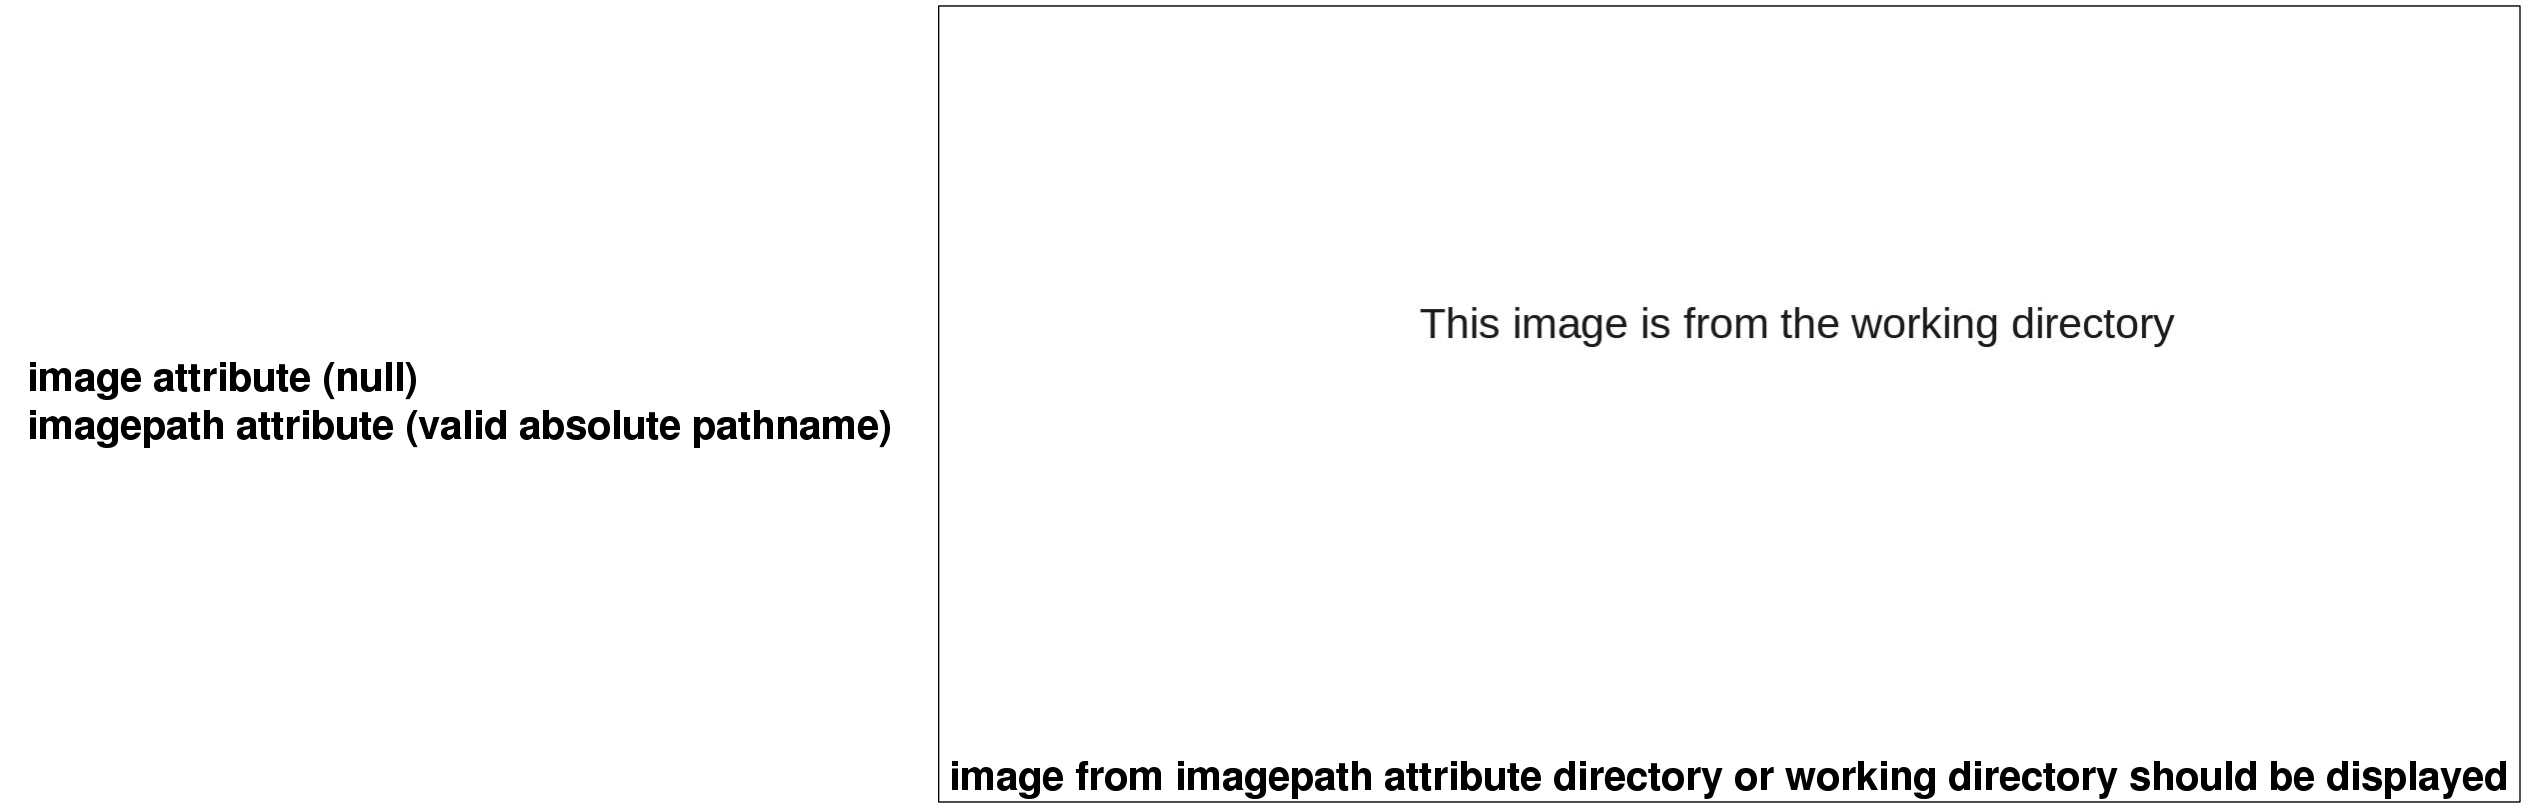 image attribute (null)
imagepath attribute (valid absolute pathname)
This image is from the working directory
image from imagepath attribute directory or working directory should be displayed